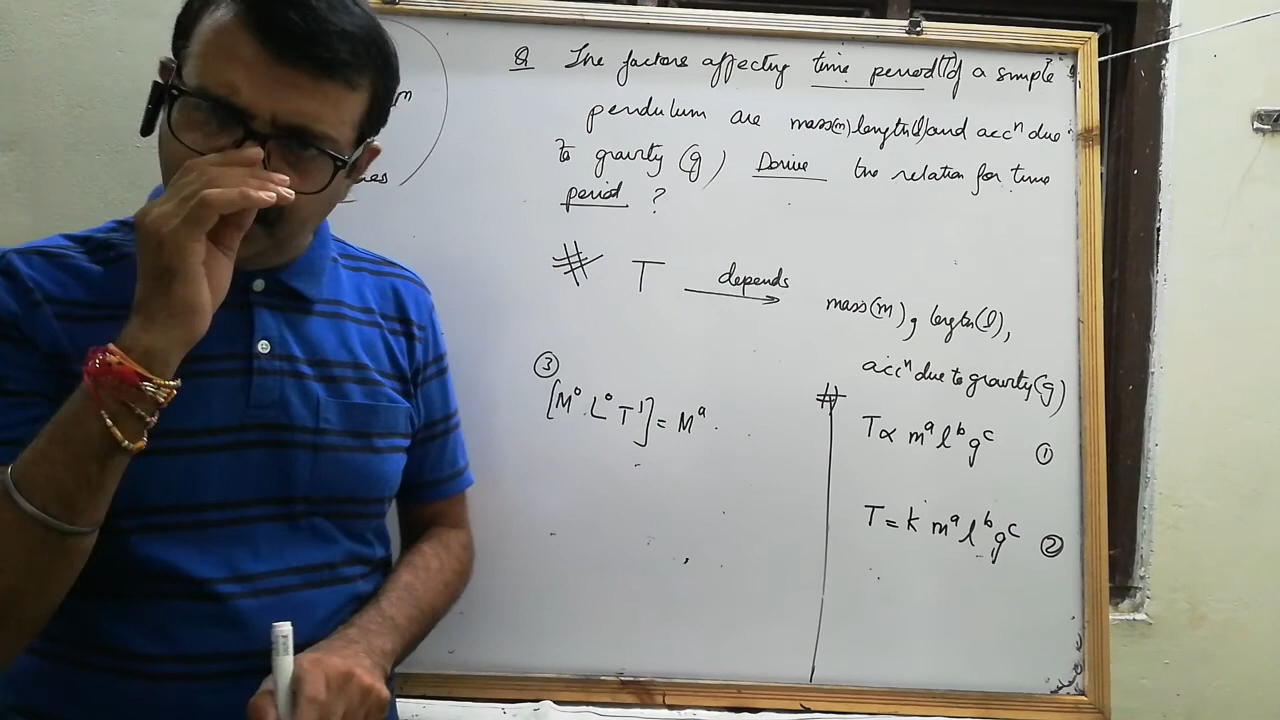 Q The factors affecting time period(T) of a simple
pendulum are mass(m) length(l) and accⁿ due
to gravity (g) Derive the relation for time
period ?
# T depends → mass(m), length(l),
accⁿ due to gravity(g)
③
[M⁰ L⁰ T¹] = Mᵃ
#
T ∝ mᵃ lᵇ gᶜ ①
T = k mᵃ lᵇ gᶜ ②